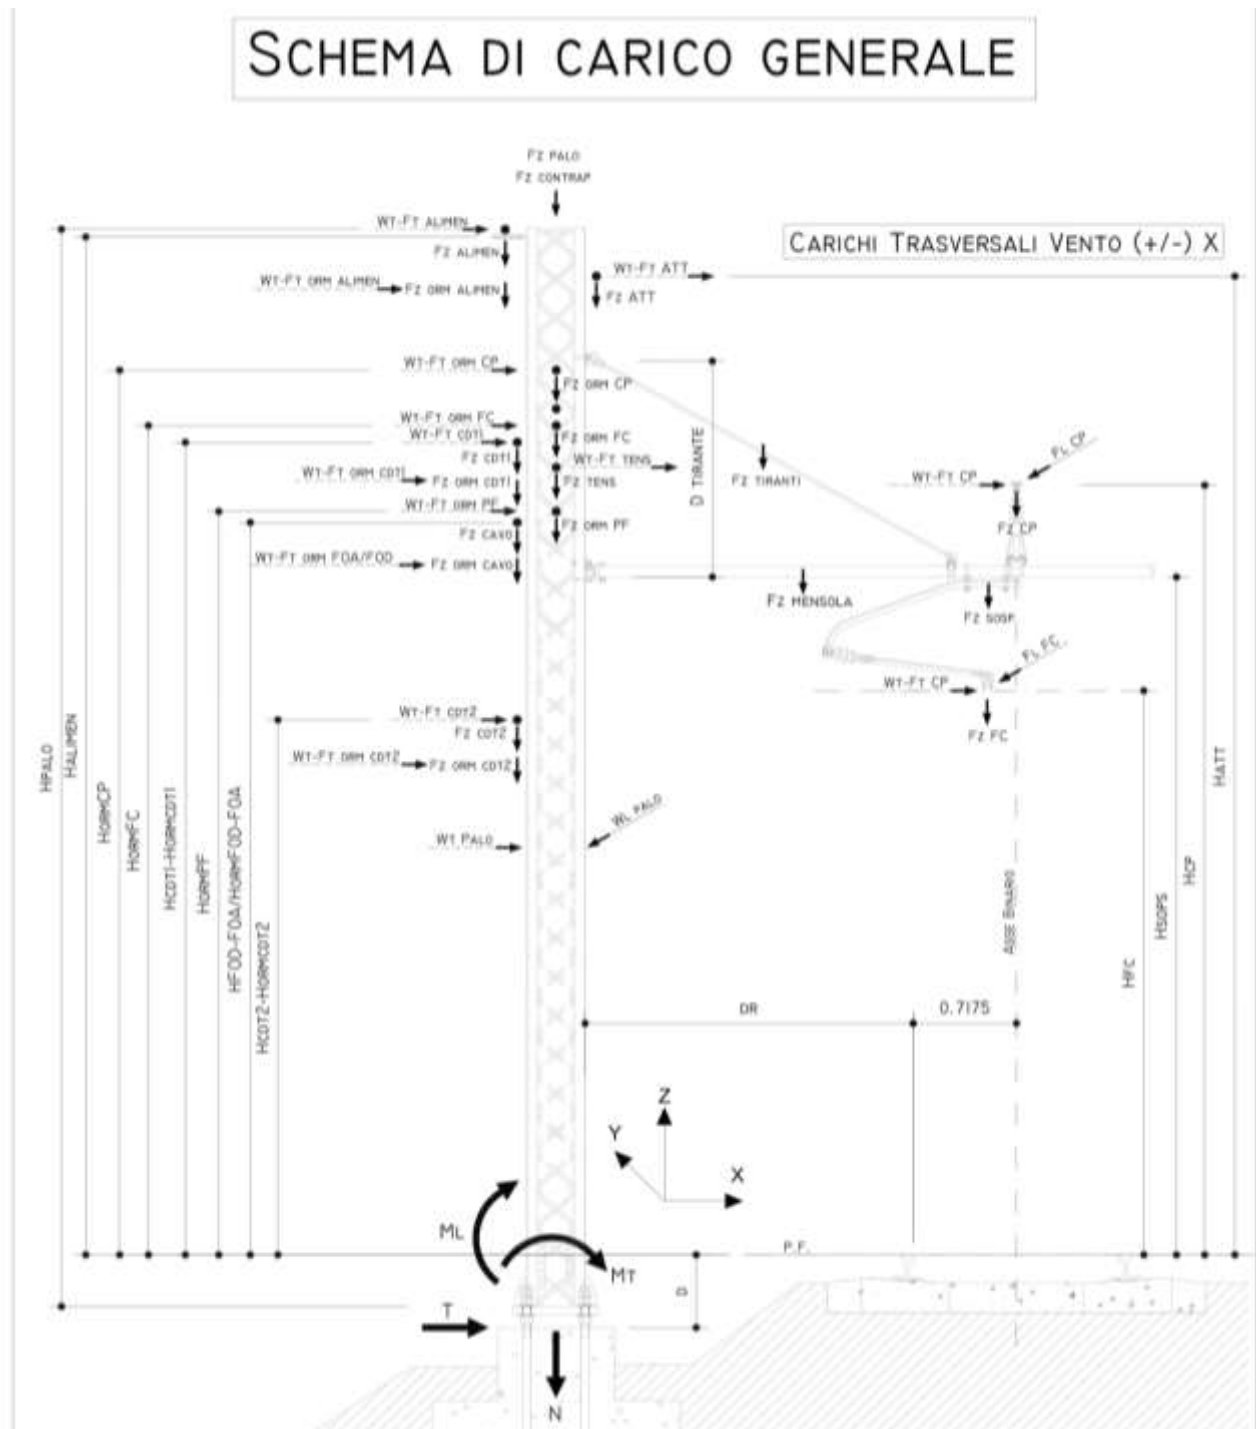 SCHEMA DI CARICO GENERALE
FZ PALO
FZ CONTRAP
WT-FT ALIMEN
FZ ALIMEN
CARICHI TRASVERSALI VENTO (+/-) X
WT-FT ATT
WT-FT ORM ALIMEN
FZ ORM ALIMEN
FZ ATT
WT-FT ORM CP
FZ ORM CP
WT-FT ORM FC
WT-FT CDT1
FZ ORM FC
FZ CDT1
WT-FT TENS
WT-FT ORM CDT1
FZ ORM CDT1
FZ TENS
D TIRANTE
FZ TIRANTI
FL CP
WT-FT CP
WT-FT ORM PF
FZ ORM PF
FZ CP
FZ CAVO
WT-FT ORM FOA/FOD
FZ ORM CAVO
FZ MENSOLA
FZ SOSP
FL FC
WT-FT CP
FZ FC
WT-FT CDT2
FZ CDT2
WT-FT ORM CDT2
FZ ORM CDT2
WL PALO
WT PALO
HPALO
HALIMEN
HORMCP
HORMFC
HCDT1-HORMCDT1
HORMPF
HFOD-FOA/HORMFOD-FOA
HCDT2-HORMCDT2
ASSE BINARIO
HFC
HSOPS
HCP
HATT
DR
0.7175
Z
Y
X
ML
MT
P.F.
D
T
N